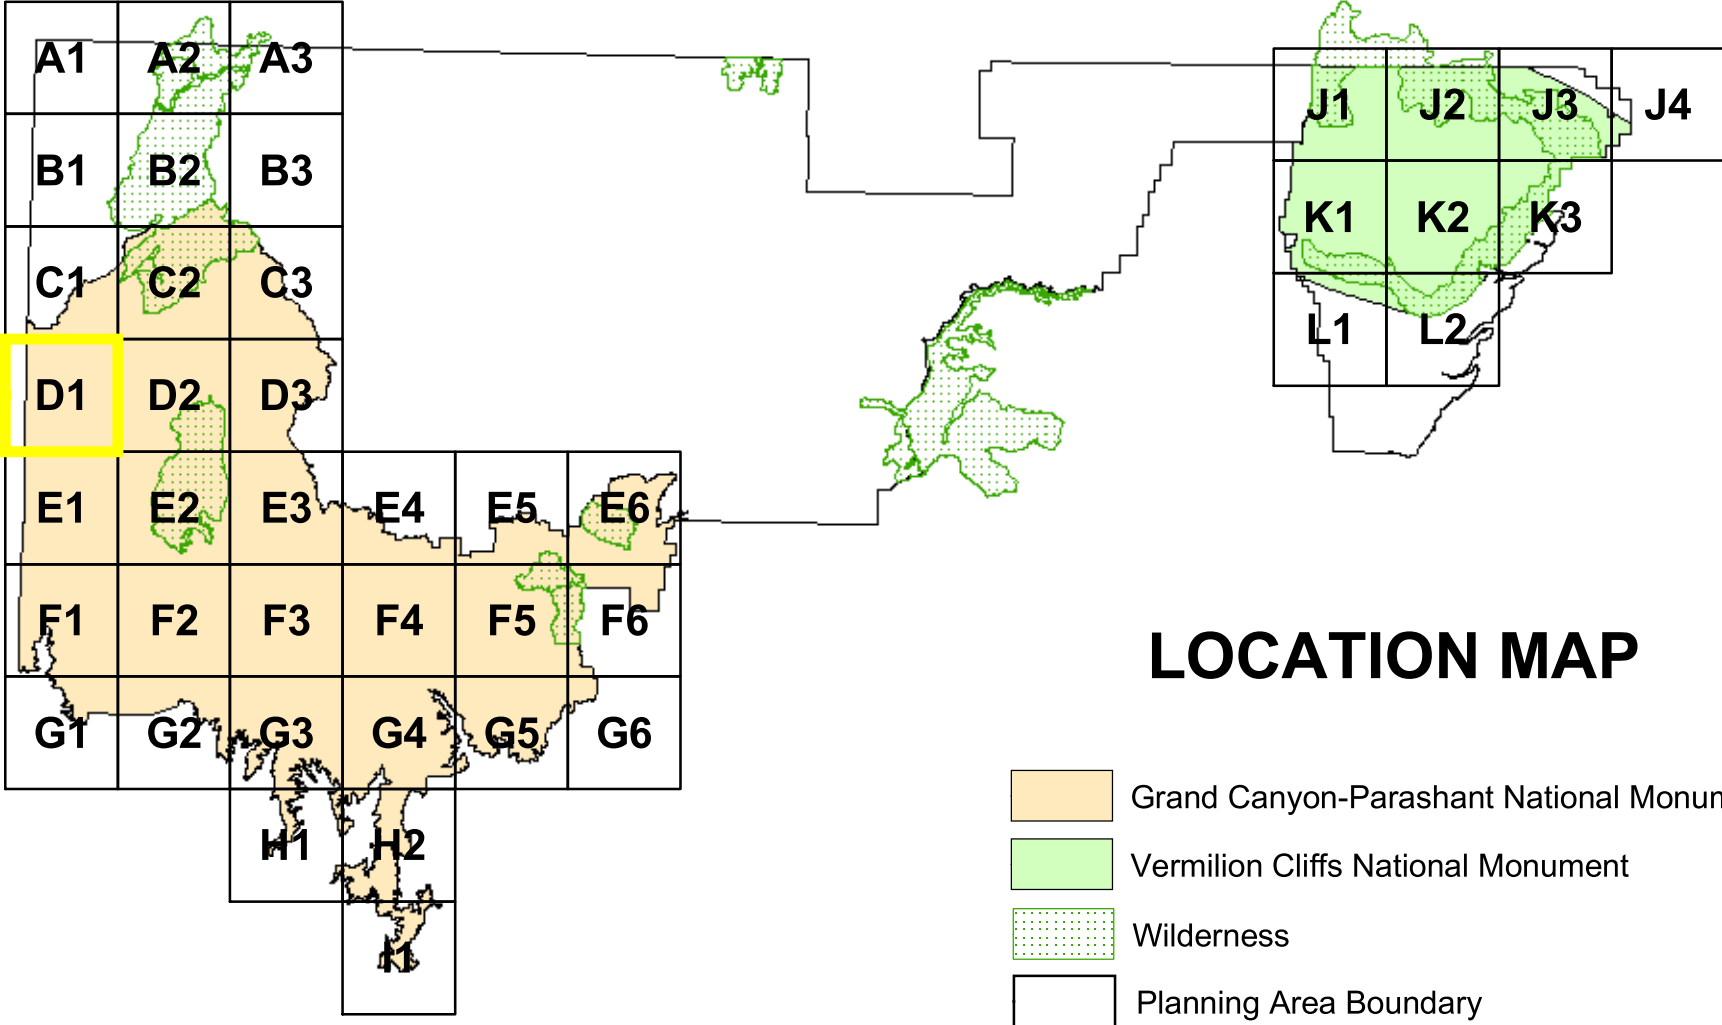 A1 A2 A3
J1 J2 J3 J4
B1 B2 B3
K1 K2 K3
C1 C2 C3
L1 L2
D1 D2 D3
E1 E2 E3 E4 E5 E6
F1 F2 F3 F4 F5 F6
LOCATION MAP
G1 G2 G3 G4 G5 G6
Grand Canyon-Parashant National Monum
Vermilion Cliffs National Monument
H1 H2
Wilderness
I1
Planning Area Boundary